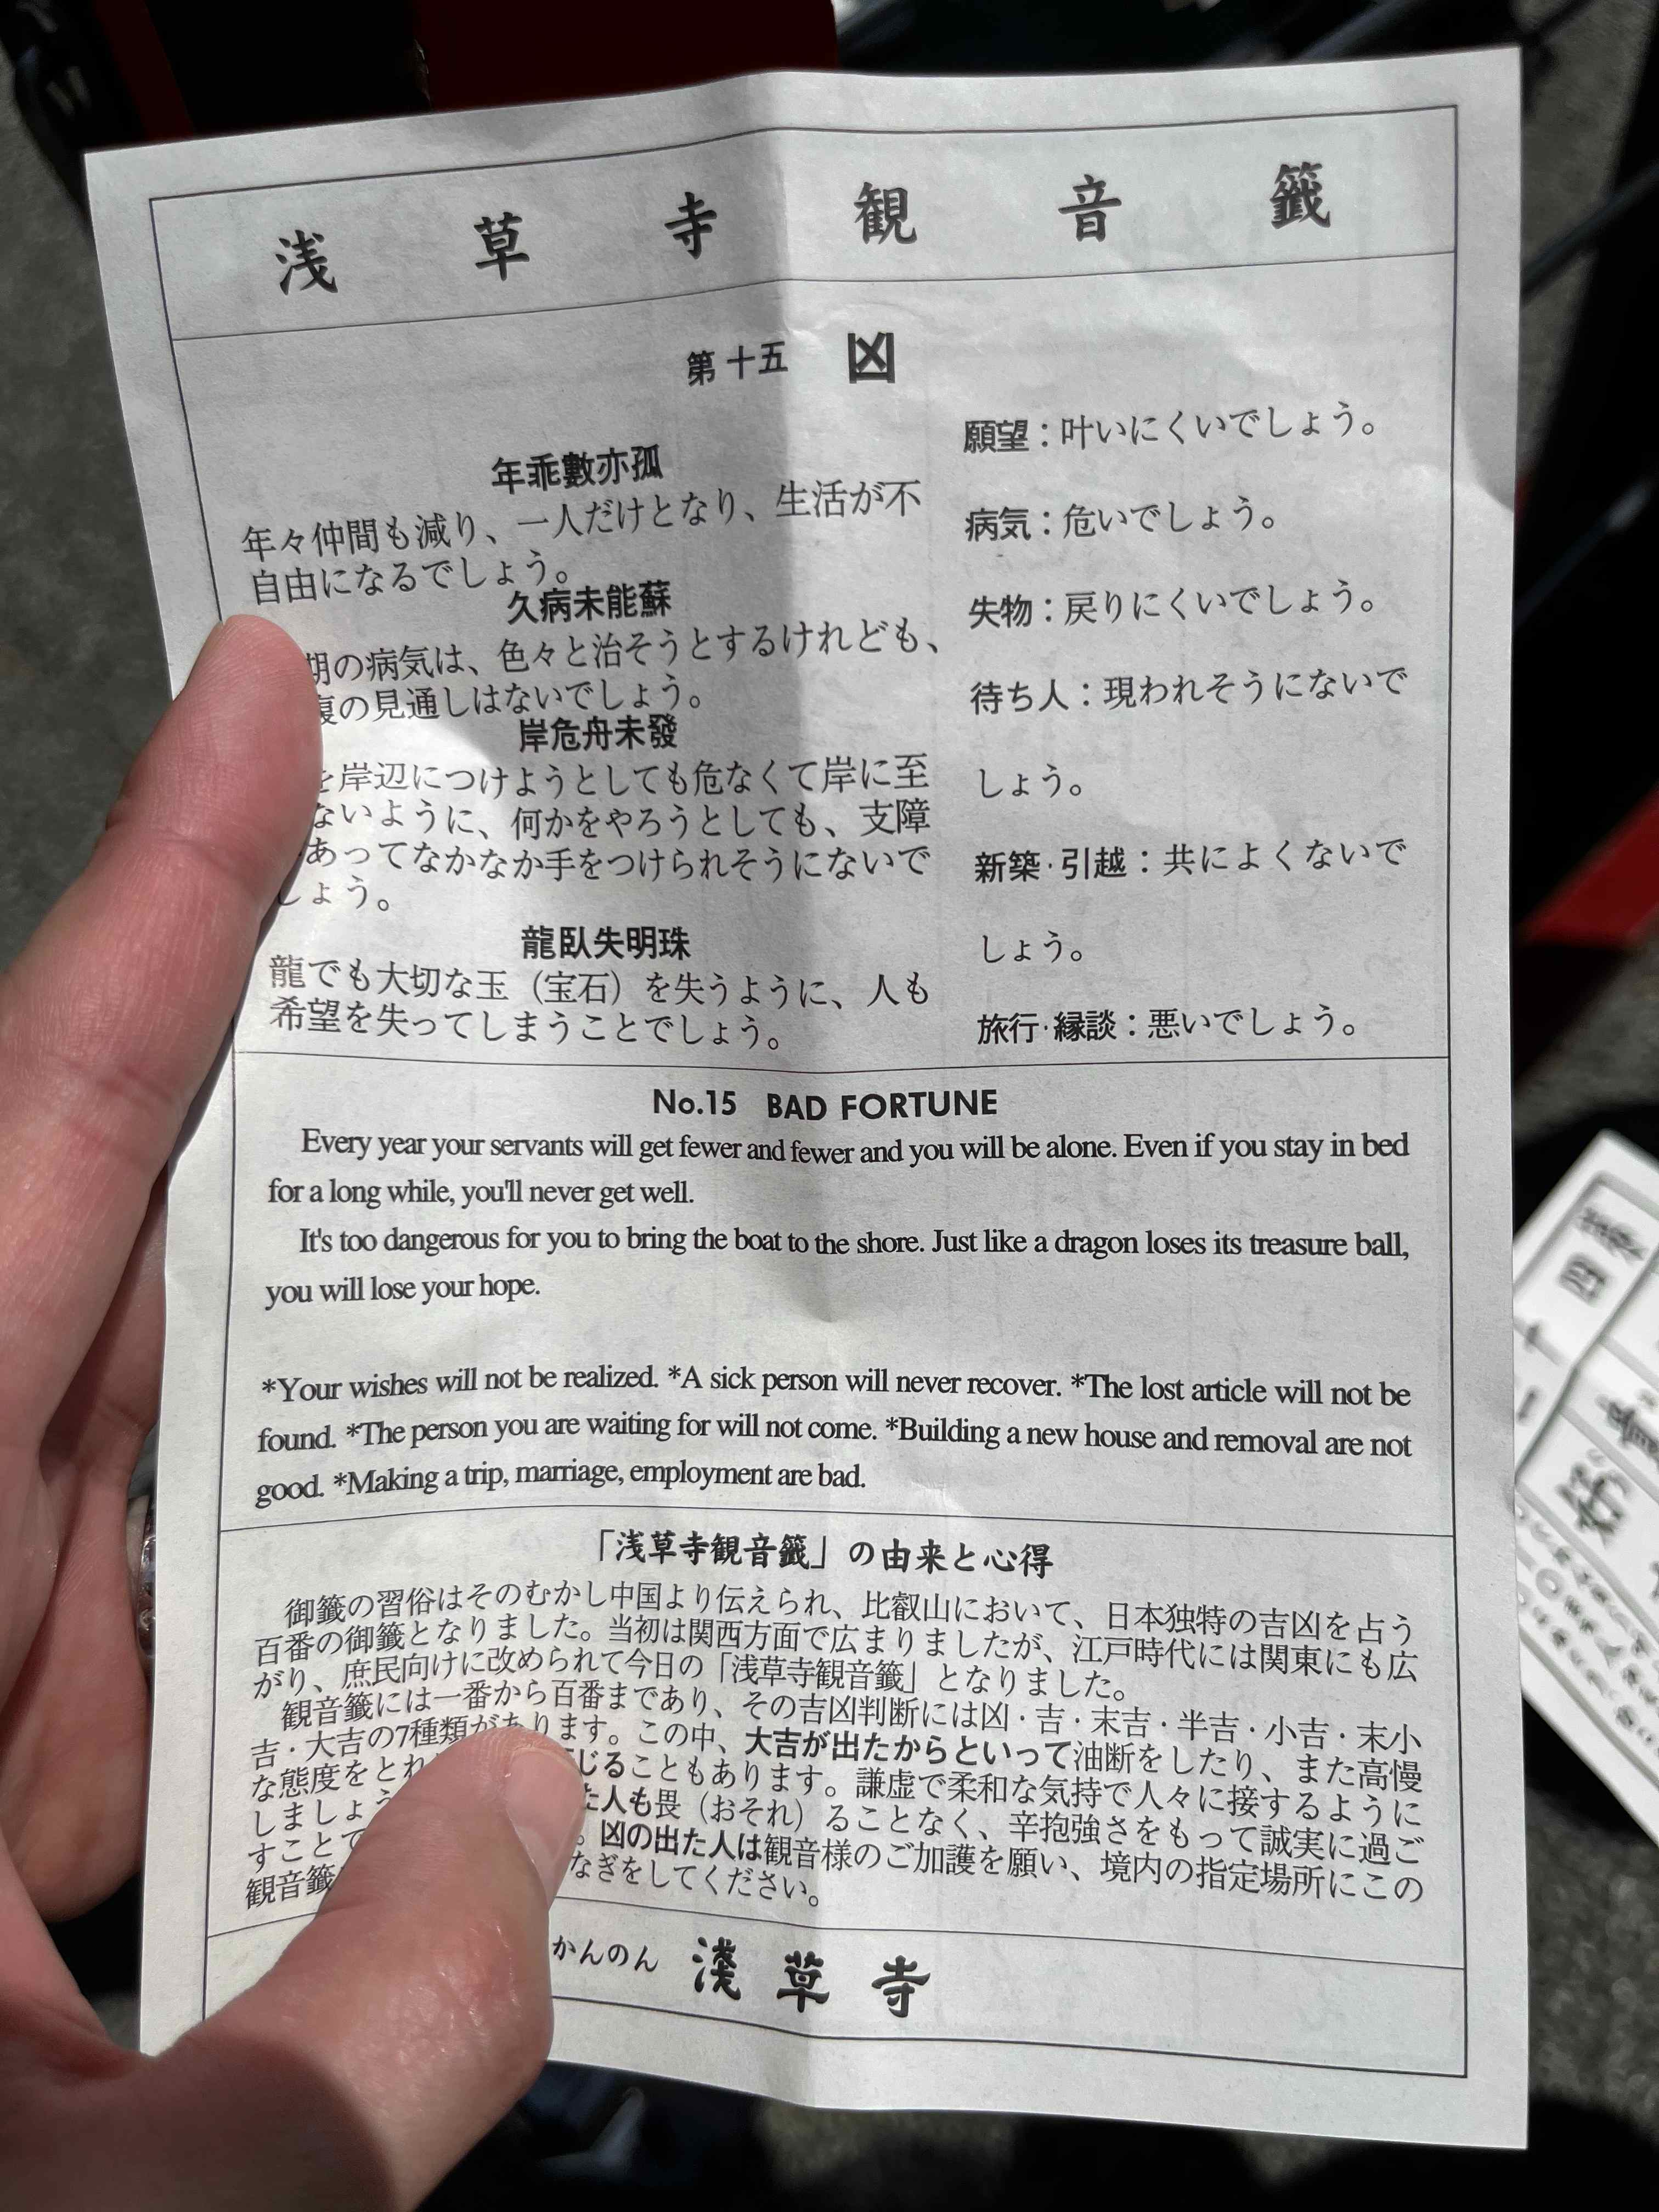 浅草寺観音籤
第十五 凶
年乖數亦孤
年々仲間も減り、一人だけとなり、生活が不
自由になるでしょう。
久病未能蘇
期の病気は、色々と治そうとするけれども、
復の見通しはないでしょう。
岸危舟未發
を岸辺につけようとしても危なくて岸に至
ないように、何かをやろうとしても、支障
あってなかなか手をつけられそうにないで
しょう。
龍臥失明珠
龍でも大切な玉（宝石）を失うように、人も
希望を失ってしまうことでしょう。
願望：叶いにくいでしょう。
病気：危いでしょう。
失物：戻りにくいでしょう。
待ち人：現われそうにないで
しょう。
新築・引越：共によくないで
しょう。
旅行・縁談：悪いでしょう。
No.15 BAD FORTUNE
Every year your servants will get fewer and fewer and you will be alone. Even if you stay in bed
for a long while, you'll never get well.
It's too dangerous for you to bring the boat to the shore. Just like a dragon loses its treasure ball,
you will lose your hope.
*Your wishes will not be realized. *A sick person will never recover. *The lost article will not be
found. *The person you are waiting for will not come. *Building a new house and removal are not
good. *Making a trip, marriage, employment are bad.
「浅草寺観音籤」の由来と心得
御籤の習俗はそのむかし中国より伝えられ、比叡山において、日本独特の吉凶を占う
百番の御籤となりました。当初は関西方面で広まりましたが、江戸時代には関東にも広
がり、庶民向けに改められて今日の「浅草寺観音籤」となりました。
観音籤には一番から百番まであり、その吉凶判断には凶・吉・末吉・半吉・小吉・末小
吉・大吉の7種類があります。この中、大吉が出たからといって油断をしたり、また高慢
な態度をとれ じることもあります。謙虚で柔和な気持で人々に接するように
しましょう た人も畏（おそれ）ることなく、辛抱強さをもって誠実に過ご
すことで 。凶の出た人は観音様のご加護を願い、境内の指定場所にこの
観音籤 なぎをしてください。
かんのん 淺草寺